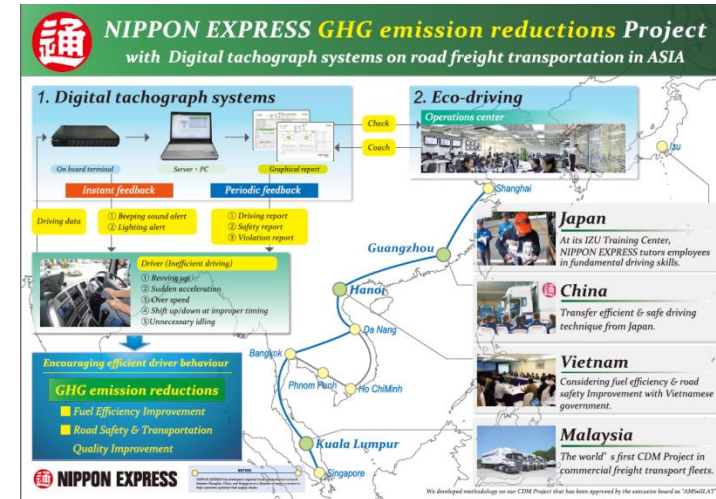 通
NIPPON EXPRESS GHG emission reductions Project
with Digital tachograph systems on road freight transportation in ASIA
1. Digital tachograph systems
On board terminal
Server・PC
Graphical report
Instant feedback
Periodic feedback
Check
Coach
2. Eco-driving
Operations center
Driving data
① Beeping sound alert
② Lighting alert
① Driving report
② Safety report
③ Violation report
Driver (Inefficient driving)
① Revving up
② Sudden acceleration
③ Over speed
④ Shift up/down at improper timing
⑤Unnecessary idling
Encouraging efficient driver behaviour
GHG emission reductions
Fuel Efficiency Improvement
Road Safety & Transportation
Quality Improvement
Izu
Shanghai
Guangzhou
Hanoi
Da Nang
Bangkok
Phnom Penh
Ho ChiMinh
Kuala Lumpur
Singapore
Japan
At its IZU Training Center,
NIPPON EXPRESS tutors employees
in fundamental driving skills.
通
China
Transfer efficient & safe driving
technique from Japan.
Vietnam
Considering fuel efficiency & road
safety Improvement with Vietnamese
government.
Malaysia
The world's first CDM Project in
commercial freight transport fleets.
通 NIPPON EXPRESS
We developed methodology on our CDM Project that has been approved by the executive board as